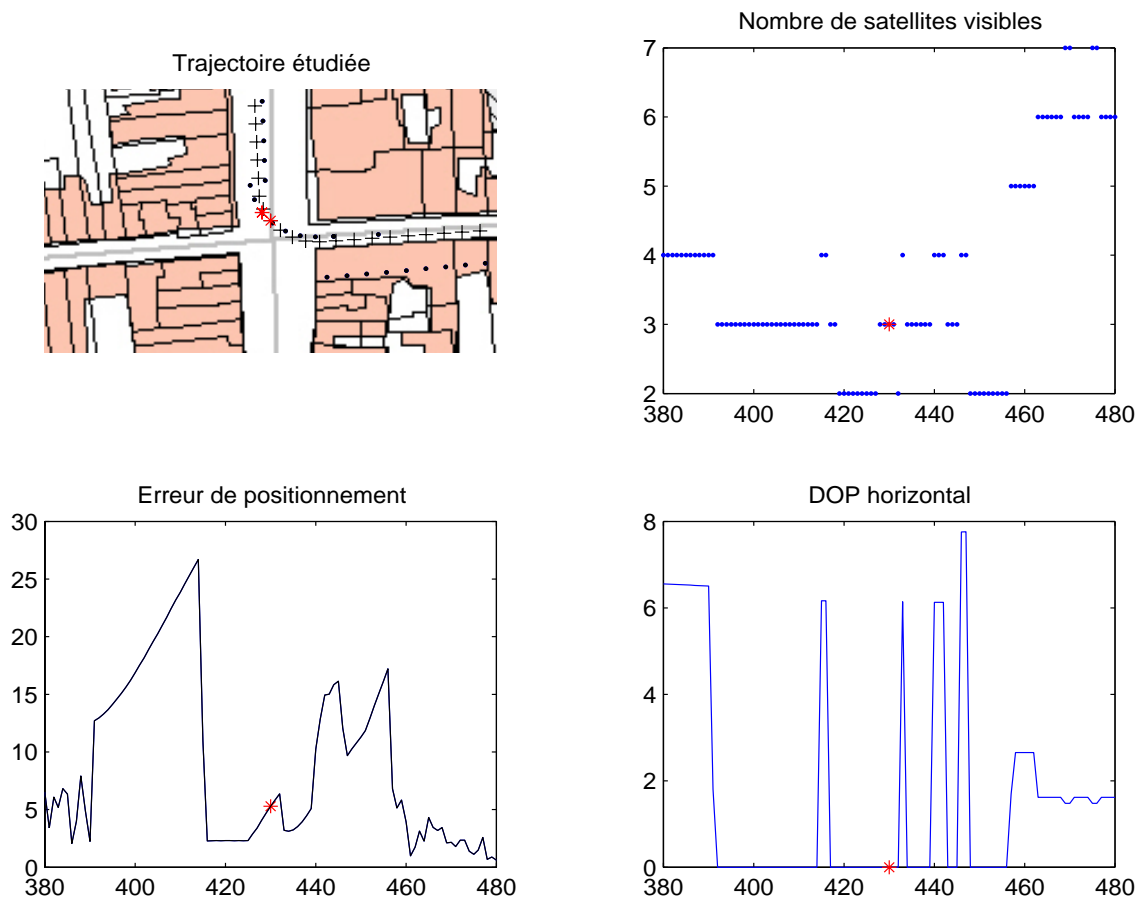 Trajectoire étudiée
Nombre de satellites visibles
7
6
5
4
3
2
380 400 420 440 460 480
Erreur de positionnement
30
25
20
15
10
5
0
380 400 420 440 460 480
DOP horizontal
8
6
4
2
0
380 400 420 440 460 480